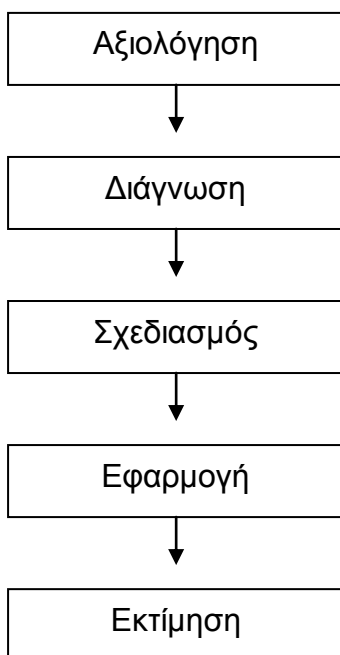 Αξιολόγηση
Διάγνωση
Σχεδιασμός
Εφαρμογή
Εκτίμηση